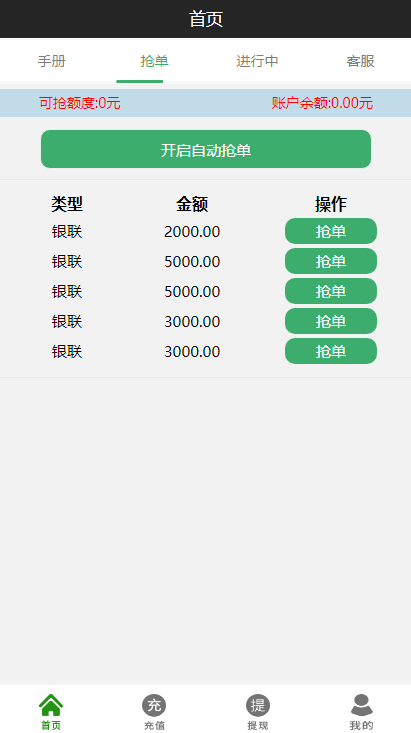 首页
手册 抢单 进行中 客服
可抢额度:0元 账户余额:0.00元
开启自动抢单
类型 金额 操作
银联 2000.00 抢单
银联 5000.00 抢单
银联 5000.00 抢单
银联 3000.00 抢单
银联 3000.00 抢单
充 提
首页 充值 提现 我的